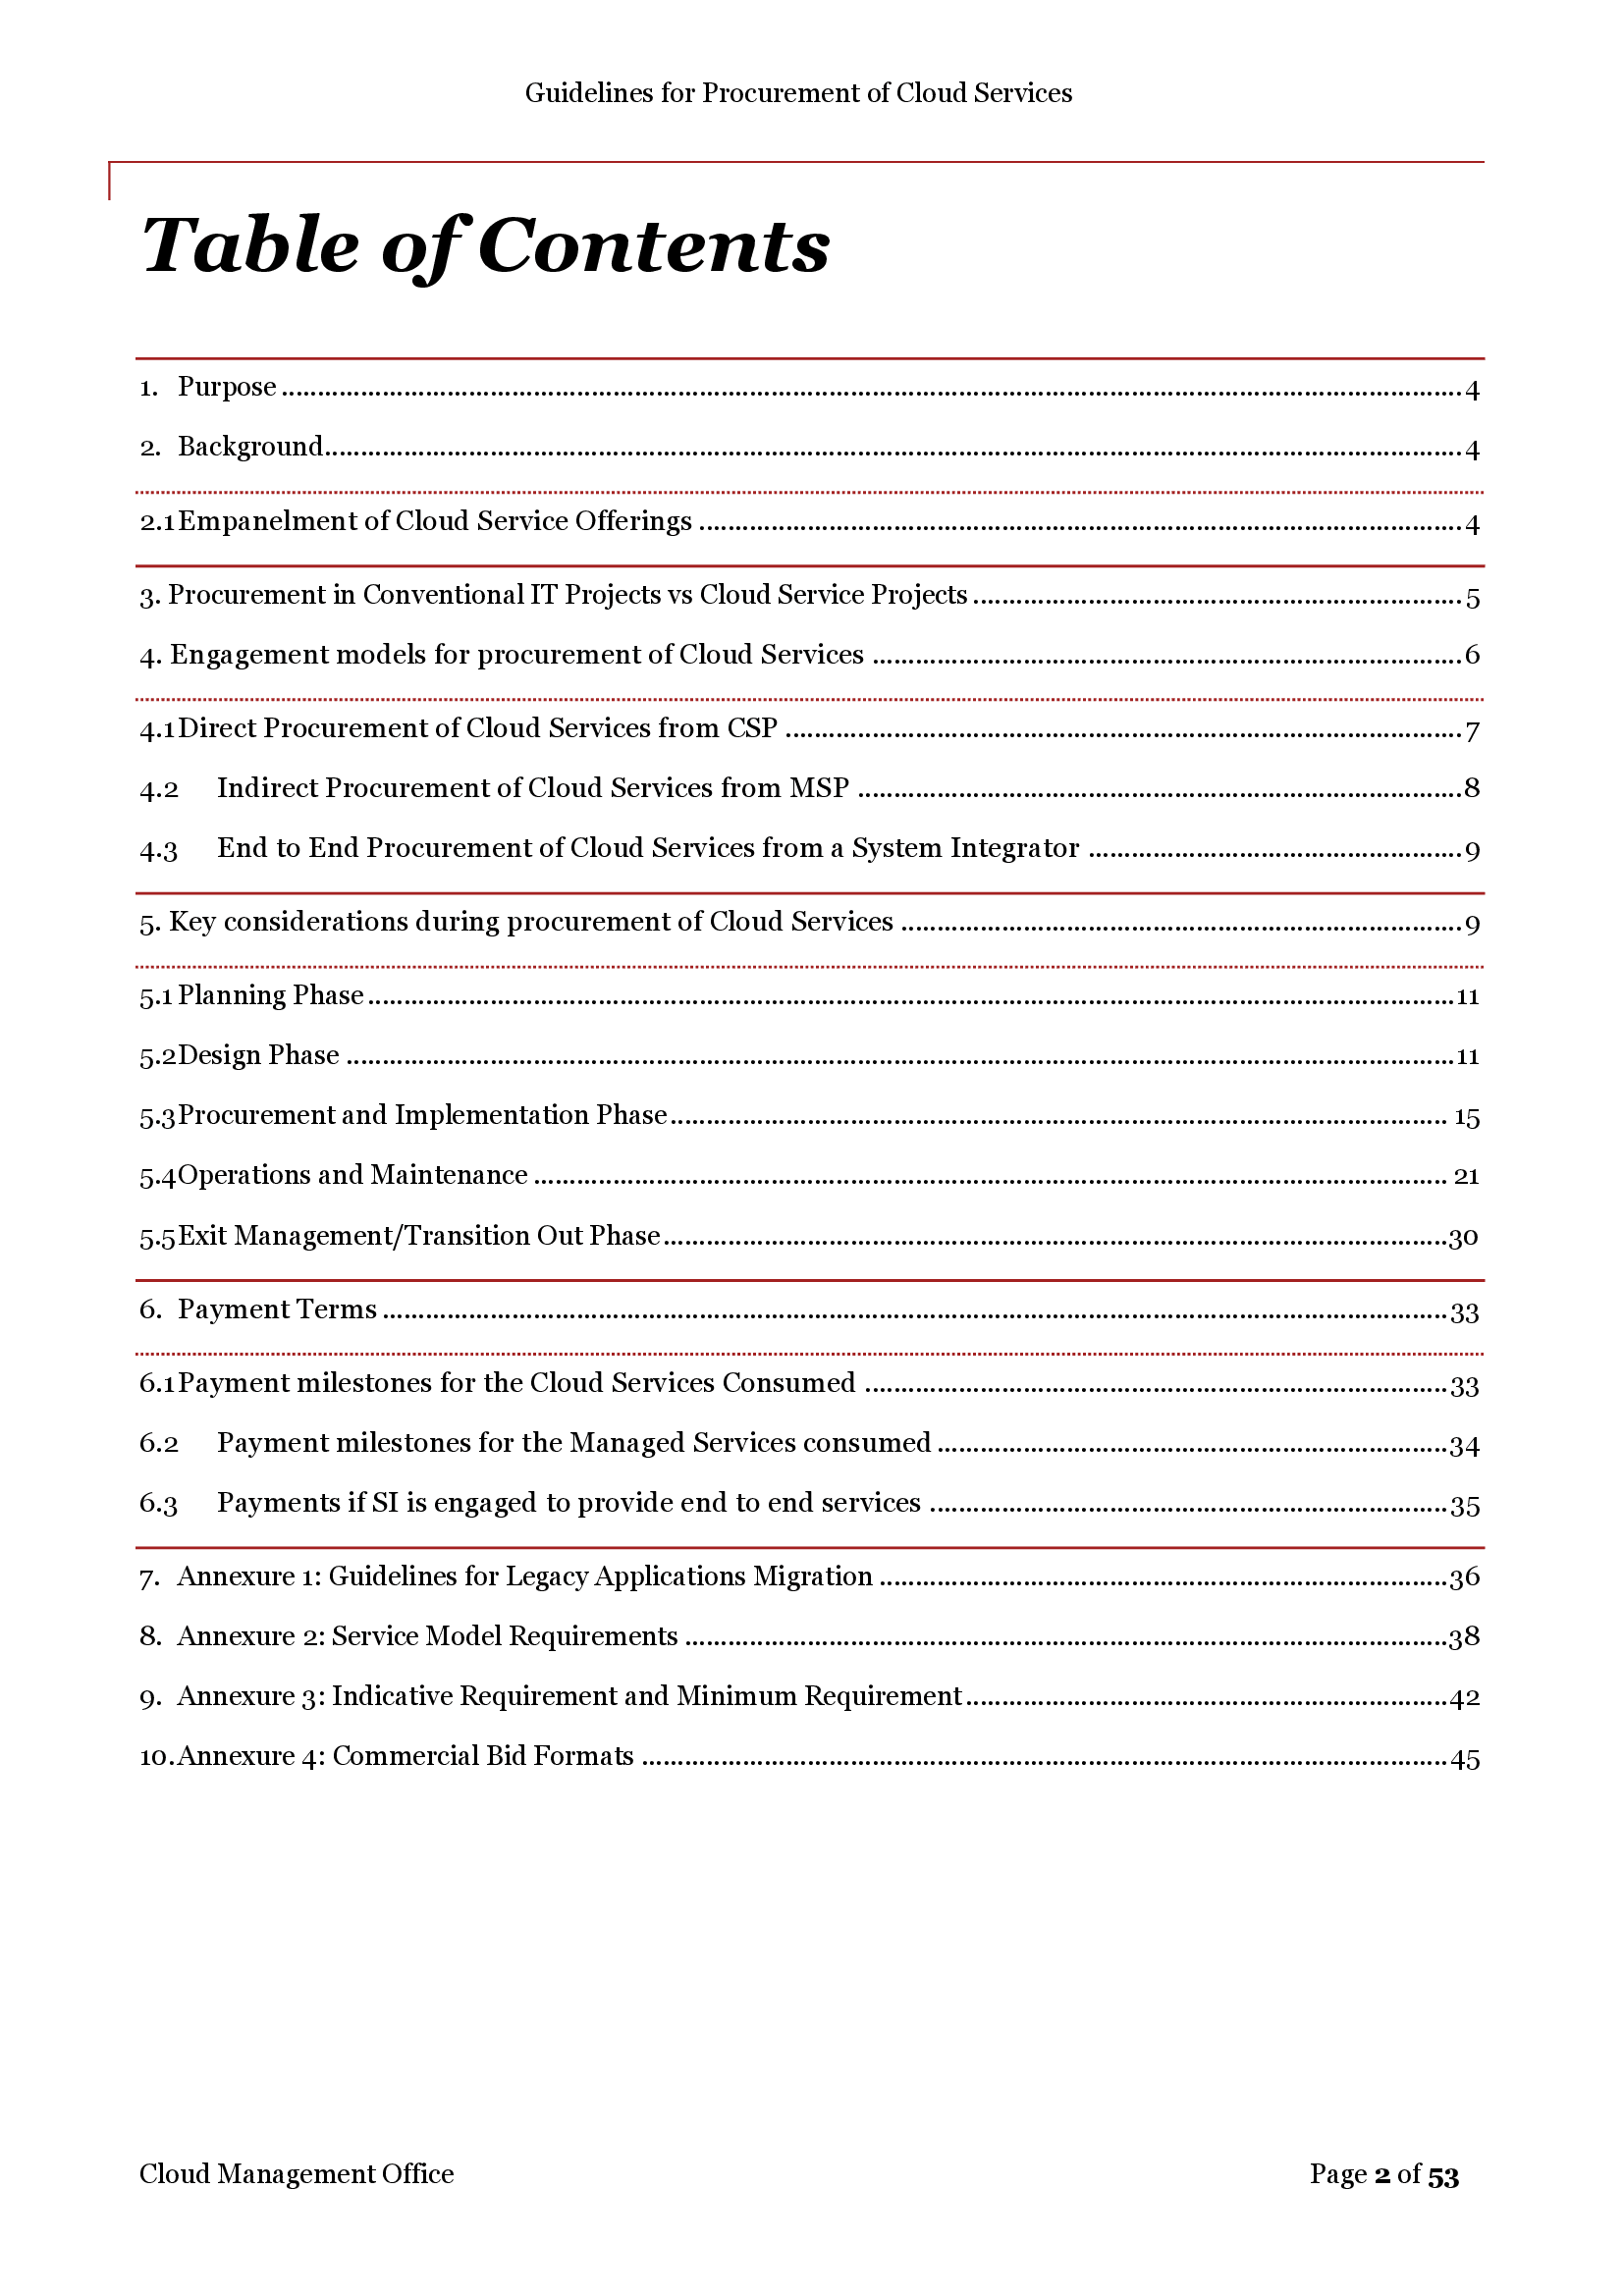 Guidelines for Procurement of Cloud Services
Table of Contents
1. Purpose 4
2. Background 4
2.1 Empanelment of Cloud Service Offerings 4
3. Procurement in Conventional IT Projects vs Cloud Service Projects 5
4. Engagement models for procurement of Cloud Services 6
4.1 Direct Procurement of Cloud Services from CSP 7
4.2 Indirect Procurement of Cloud Services from MSP 8
4.3 End to End Procurement of Cloud Services from a System Integrator 9
5. Key considerations during procurement of Cloud Services 9
5.1 Planning Phase 11
5.2 Design Phase 11
5.3 Procurement and Implementation Phase 15
5.4 Operations and Maintenance 21
5.5 Exit Management/Transition Out Phase 30
6. Payment Terms 33
6.1 Payment milestones for the Cloud Services Consumed 33
6.2 Payment milestones for the Managed Services consumed 34
6.3 Payments if SI is engaged to provide end to end services 35
7. Annexure 1: Guidelines for Legacy Applications Migration 36
8. Annexure 2: Service Model Requirements 38
9. Annexure 3: Indicative Requirement and Minimum Requirement 42
10. Annexure 4: Commercial Bid Formats 45
Cloud Management Office Page 2 of 53